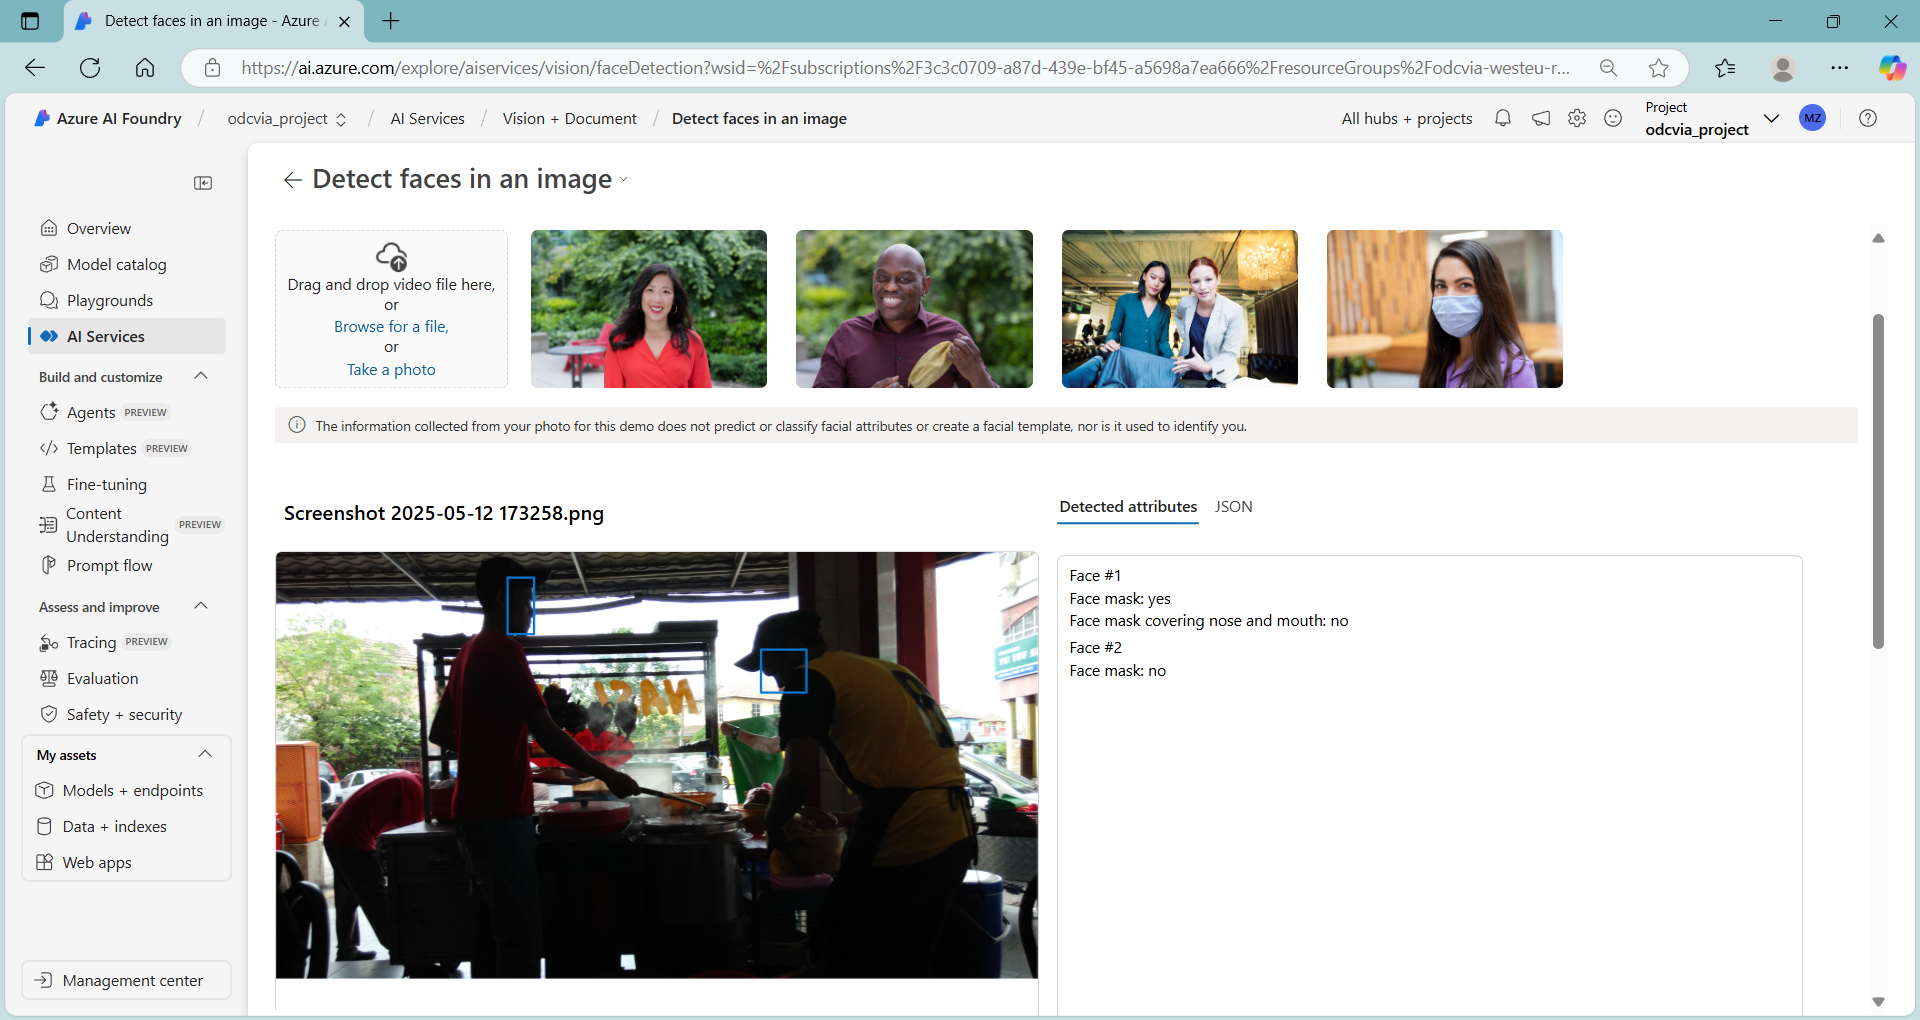 Detect faces in an image - Azure
https://ai.azure.com/explore/aiservices/vision/faceDetection?wsid=%2Fsubscriptions%2F3c3c0709-a87d-439e-bf45-a5698a7ea666%2FresourceGroups%2Fodcvia-westeu-r...
Azure AI Foundry / odcvia_project / AI Services / Vision + Document / Detect faces in an image
All hubs + projects
Project
odcvia_project
MZ
Detect faces in an image
Overview
Model catalog
Playgrounds
AI Services
Build and customize
Agents PREVIEW
Templates PREVIEW
Fine-tuning
Content
Understanding PREVIEW
Prompt flow
Assess and improve
Tracing PREVIEW
Evaluation
Safety + security
My assets
Models + endpoints
Data + indexes
Web apps
Management center
Drag and drop video file here,
or
Browse for a file,
or
Take a photo
The information collected from your photo for this demo does not predict or classify facial attributes or create a facial template, nor is it used to identify you.
Screenshot 2025-05-12 173258.png
NASI
Detected attributes JSON
Face #1
Face mask: yes
Face mask covering nose and mouth: no
Face #2
Face mask: no